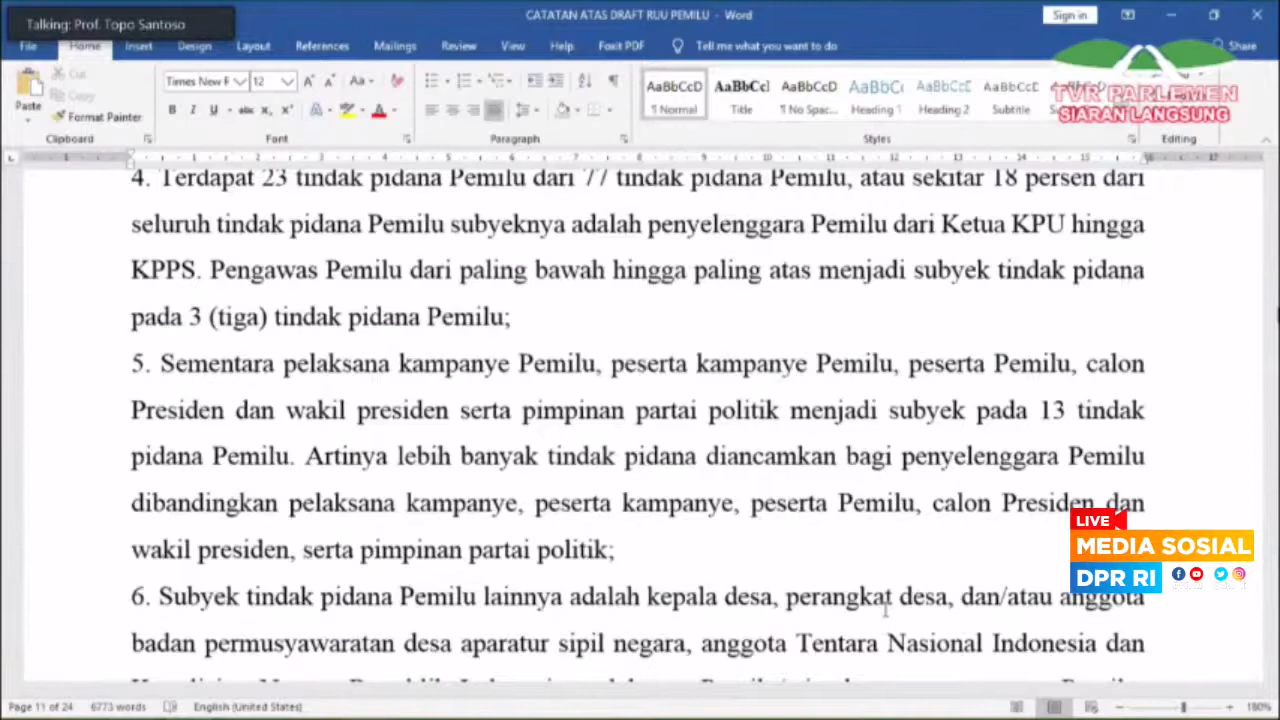 Talking: Prof. Topo Santoso
CATATAN ATAS DRAFT RUU PEMILU - Word
Sign in
File Home Insert Design Layout References Mailings Review View Help Foxit PDF Tell me what you want to do Share
Paste
Cut
Copy
Format Painter
Clipboard
Times New F 12
Font
Paragraph
AaBbCcD AaBbCcI AaBbCcD AaBbCc AaBbCcD AaBbCcD
¶ Normal Title ¶ No Spac... Heading 1 Heading 2 Subtitle
Styles
Editing
TVR PARLEMEN
SIARAN LANGSUNG
4. Terdapat 23 tindak pidana Pemilu dari 77 tindak pidana Pemilu, atau sekitar 18 persen dari
seluruh tindak pidana Pemilu subyeknya adalah penyelenggara Pemilu dari Ketua KPU hingga
KPPS. Pengawas Pemilu dari paling bawah hingga paling atas menjadi subyek tindak pidana
pada 3 (tiga) tindak pidana Pemilu;
5. Sementara pelaksana kampanye Pemilu, peserta kampanye Pemilu, peserta Pemilu, calon
Presiden dan wakil presiden serta pimpinan partai politik menjadi subyek pada 13 tindak
pidana Pemilu. Artinya lebih banyak tindak pidana diancamkan bagi penyelenggara Pemilu
dibandingkan pelaksana kampanye, peserta kampanye, peserta Pemilu, calon Presiden dan
wakil presiden, serta pimpinan partai politik;
6. Subyek tindak pidana Pemilu lainnya adalah kepala desa, perangkat desa, dan/atau anggota
badan permusyawaratan desa aparatur sipil negara, anggota Tentara Nasional Indonesia dan
LIVE
MEDIA SOSIAL
DPR RI
Page 11 of 24 6773 words English (United States) 180%